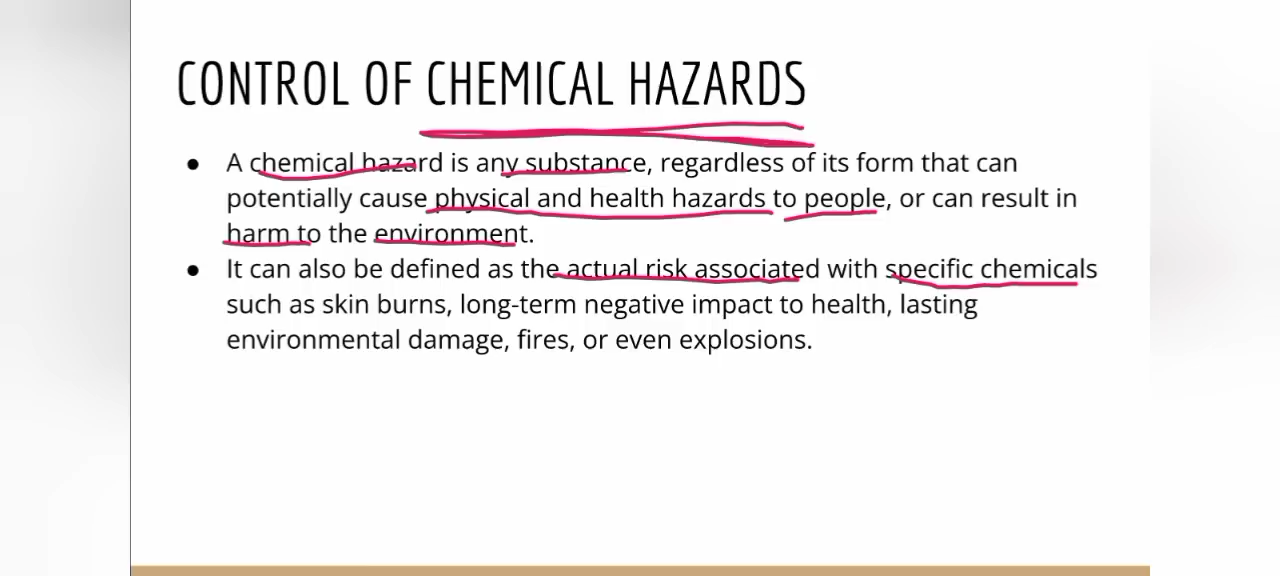 CONTROL OF CHEMICAL HAZARDS
● A chemical hazard is any substance, regardless of its form that can
potentially cause physical and health hazards to people, or can result in
harm to the environment.
● It can also be defined as the actual risk associated with specific chemicals
such as skin burns, long-term negative impact to health, lasting
environmental damage, fires, or even explosions.